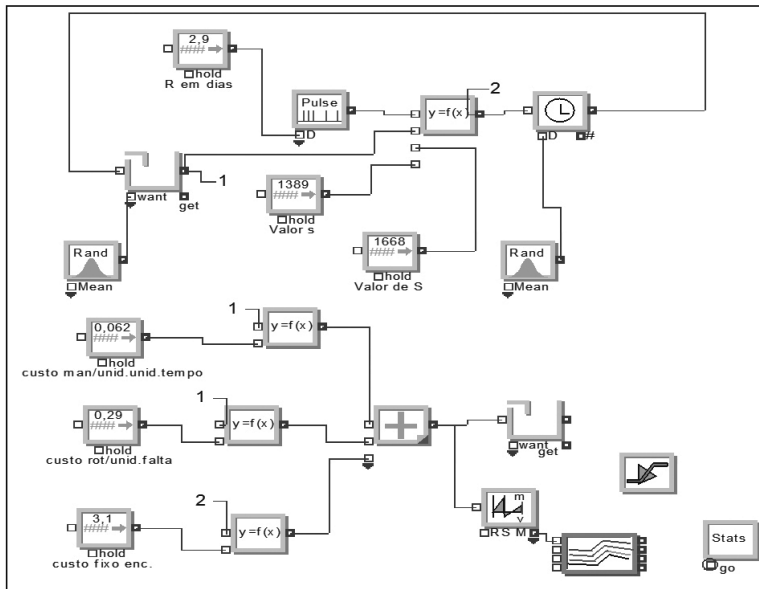 2,9
###
hold
R em dias
Pulse
D
y=f(x)
2
D
#
1
want
get
1389
###
hold
Valor s
1668
###
hold
Valor de S
Rand
Mean
Rand
Mean
0,062
###
hold
custo man/unid.unid.tempo
1
y=f(x)
0,29
###
hold
custo rot/unid.falta
1
y=f(x)
want
get
3,1
###
hold
custo fixo enc.
2
y=f(x)
m
v
RS M
Stats
go